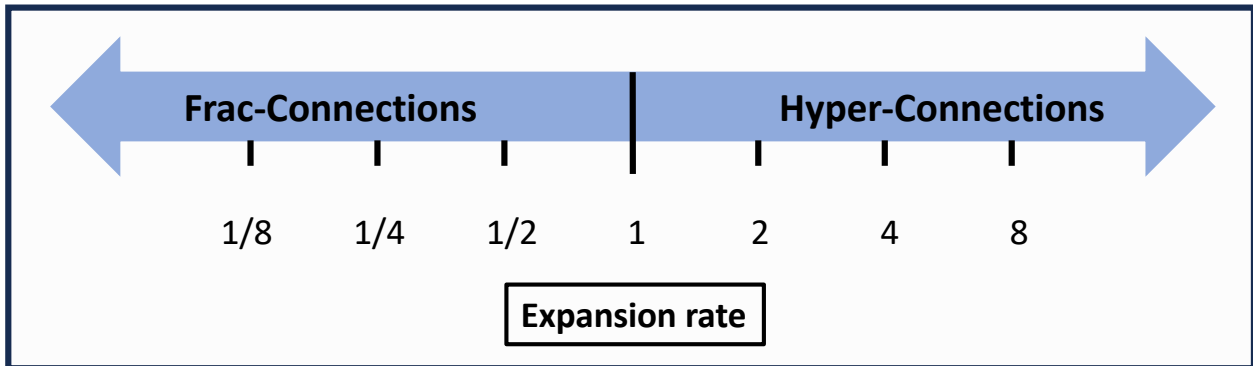 Frac-Connections Hyper-Connections
1/8 1/4 1/2 1 2 4 8
Expansion rate